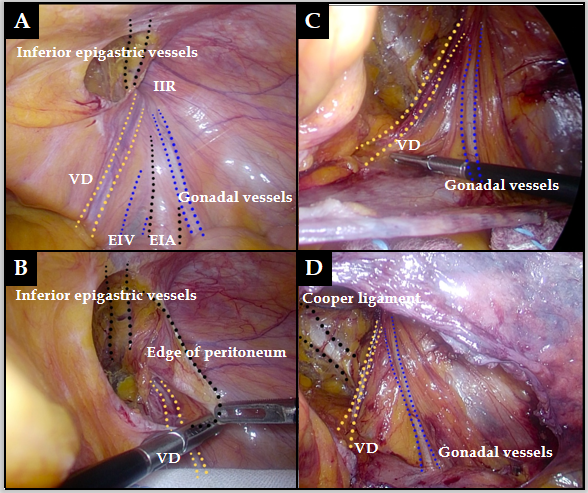 A
Inferior epigastric vessels
IIR
VD
Gonadal vessels
EIV
EIA
B
Inferior epigastric vessels
Edge of peritoneum
VD
C
VD
Gonadal vessels
D
Cooper ligament
VD
Gonadal vessels